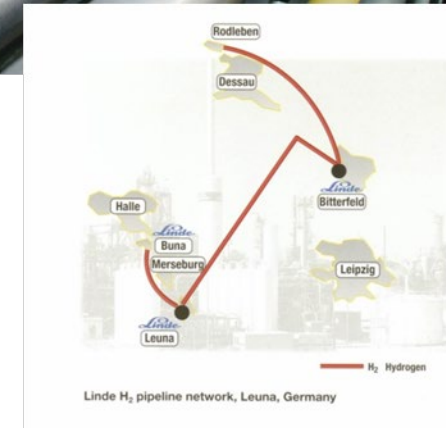 Rodleben
Dessau
Linde
Bitterfeld
Halle
Linde
Buna
Merseburg
Leipzig
Linde
Leuna
H₂ Hydrogen
Linde H₂ pipeline network, Leuna, Germany